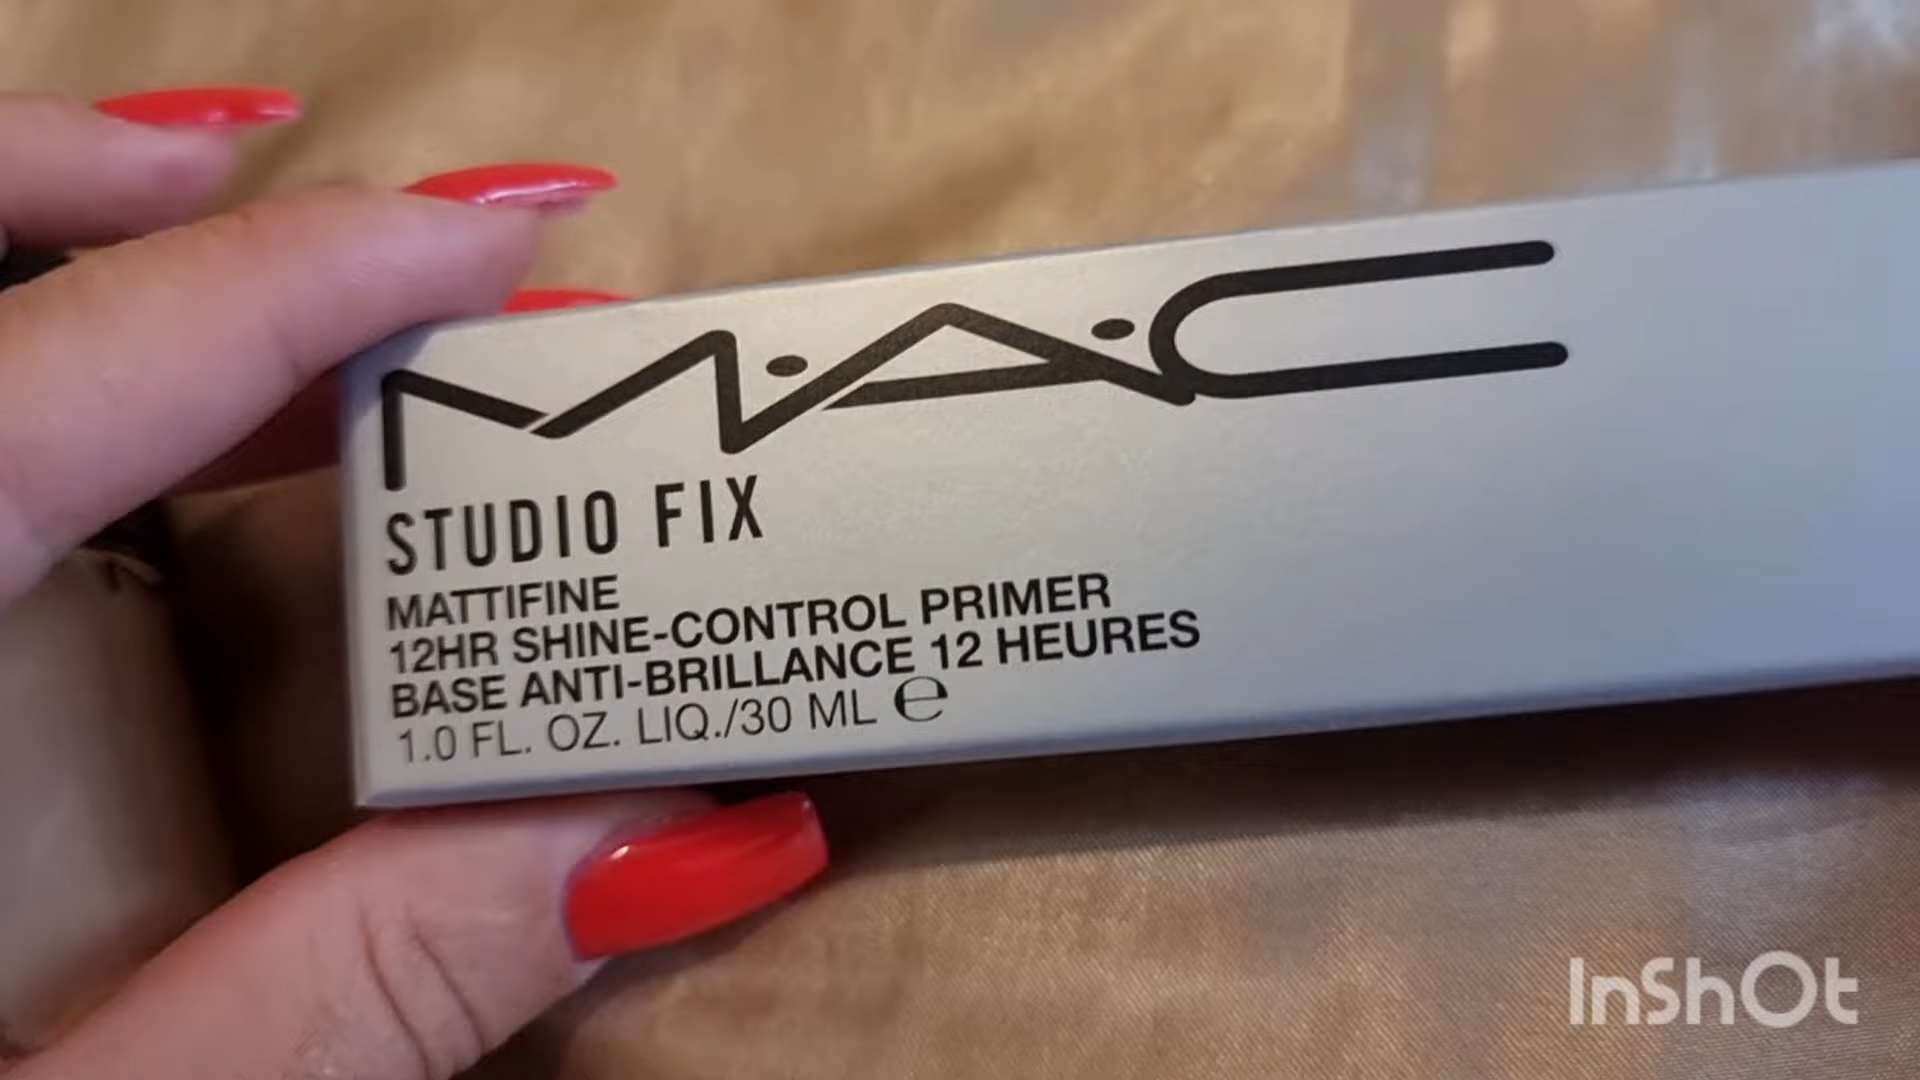 M·A·C
STUDIO FIX
MATTIFINE
12HR SHINE-CONTROL PRIMER
BASE ANTI-BRILLANCE 12 HEURES
1.0 FL. OZ. LIQ./30 ML ℮
InShOt